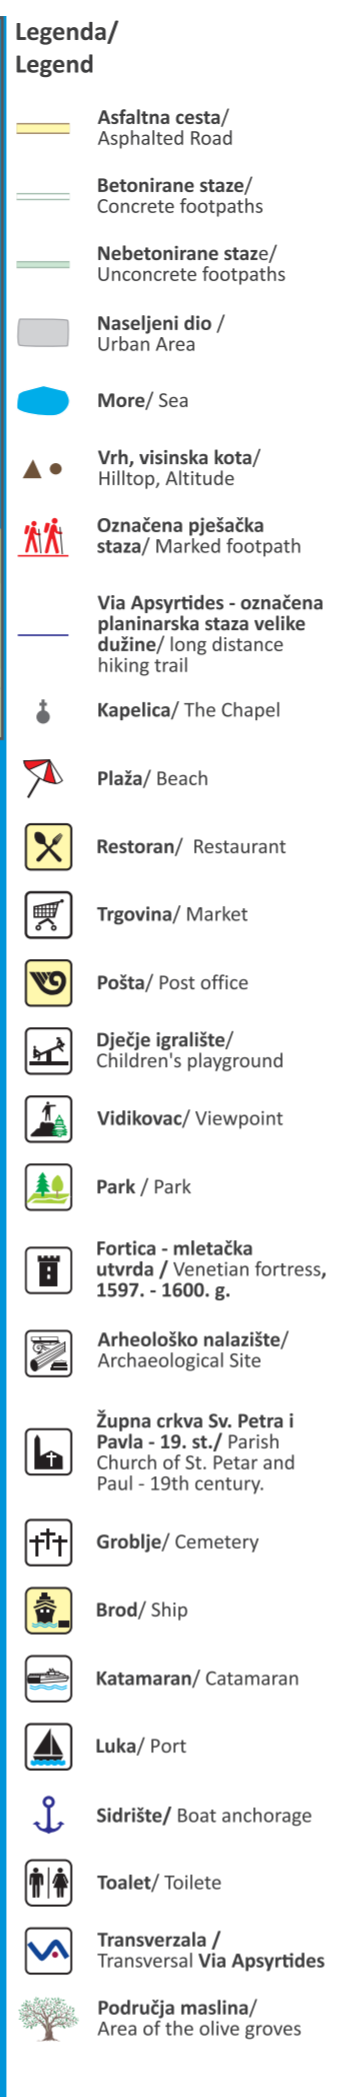 Legenda/
Legend
Asfaltna cesta/
Asphalted Road
Betonirane staze/
Concrete footpaths
Nebetonirane staze/
Unconcrete footpaths
Naseljeni dio /
Urban Area
More/ Sea
Vrh, visinska kota/
Hilltop, Altitude
Označena pješačka
staza/ Marked footpath
Via Apsyrtides - označena
planinarska staza velike
dužine/ long distance
hiking trail
Kapelica/ The Chapel
Plaža/ Beach
Restoran/ Restaurant
Trgovina/ Market
Pošta/ Post office
Dječje igralište/
Children's playground
Vidikovac/ Viewpoint
Park / Park
Fortica - mletačka
utvrda / Venetian fortress,
1597. - 1600. g.
Arheološko nalazište/
Archaeological Site
Župna crkva Sv. Petra i
Pavla - 19. st./ Parish
Church of St. Petar and
Paul - 19th century.
Groblje/ Cemetery
Brod/ Ship
Katamaran/ Catamaran
Luka/ Port
Sidrište/ Boat anchorage
Toalet/ Toilete
Transverzala /
Transversal Via Apsyrtides
Područja maslina/
Area of the olive groves